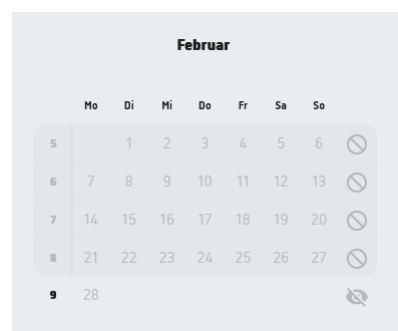 Februar
Mo Di Mi Do Fr Sa So
5 1 2 3 4 5 6
6 7 8 9 10 11 12 13
7 14 15 16 17 18 19 20
8 21 22 23 24 25 26 27
9 28